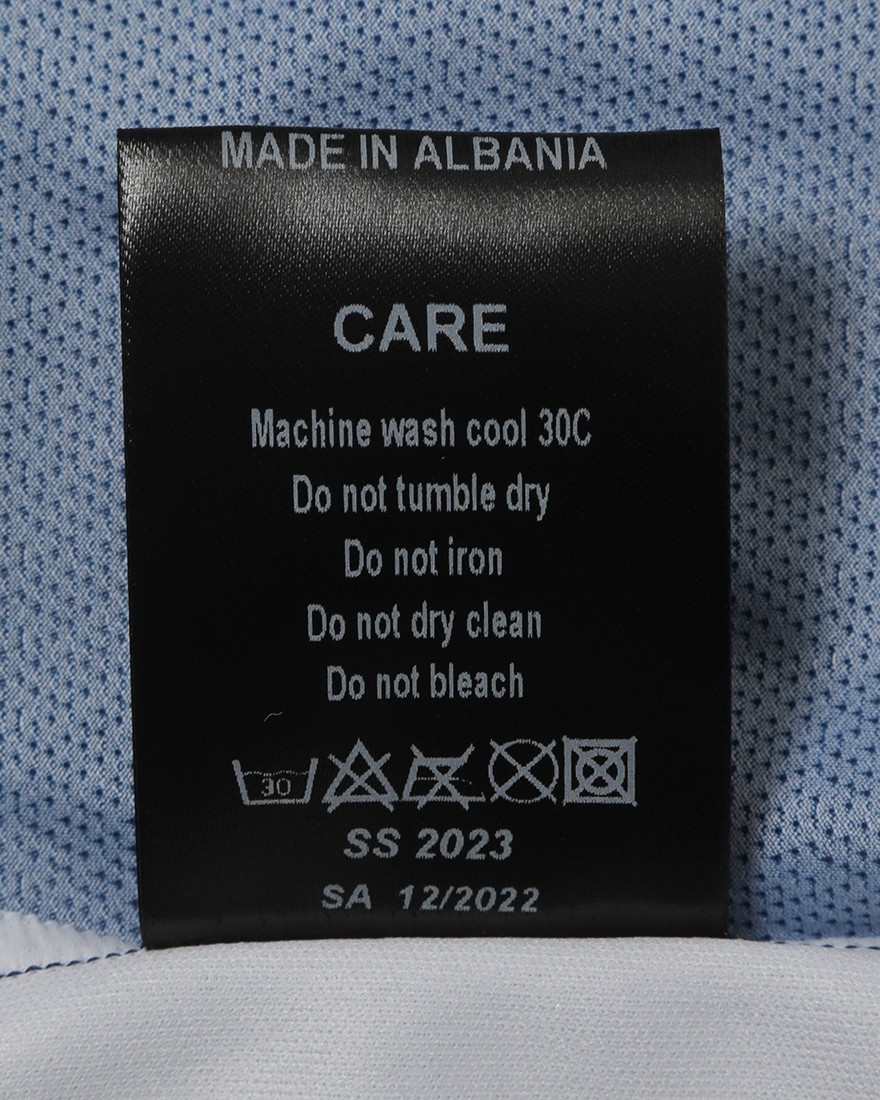 MADE IN ALBANIA
CARE
Machine wash cool 30C
Do not tumble dry
Do not iron
Do not dry clean
Do not bleach
30
SS 2023
SA 12/2022